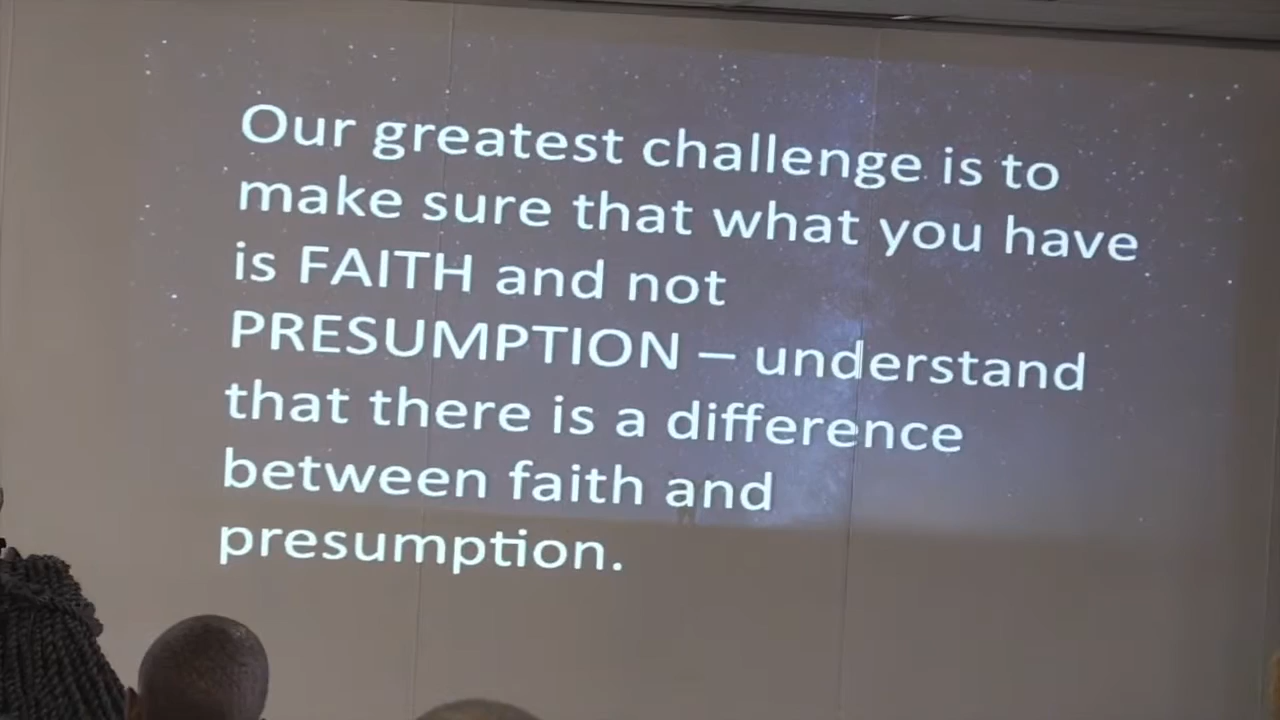 Our greatest challenge is to
make sure that what you have
is FAITH and not
PRESUMPTION – understand
that there is a difference
between faith and
presumption.